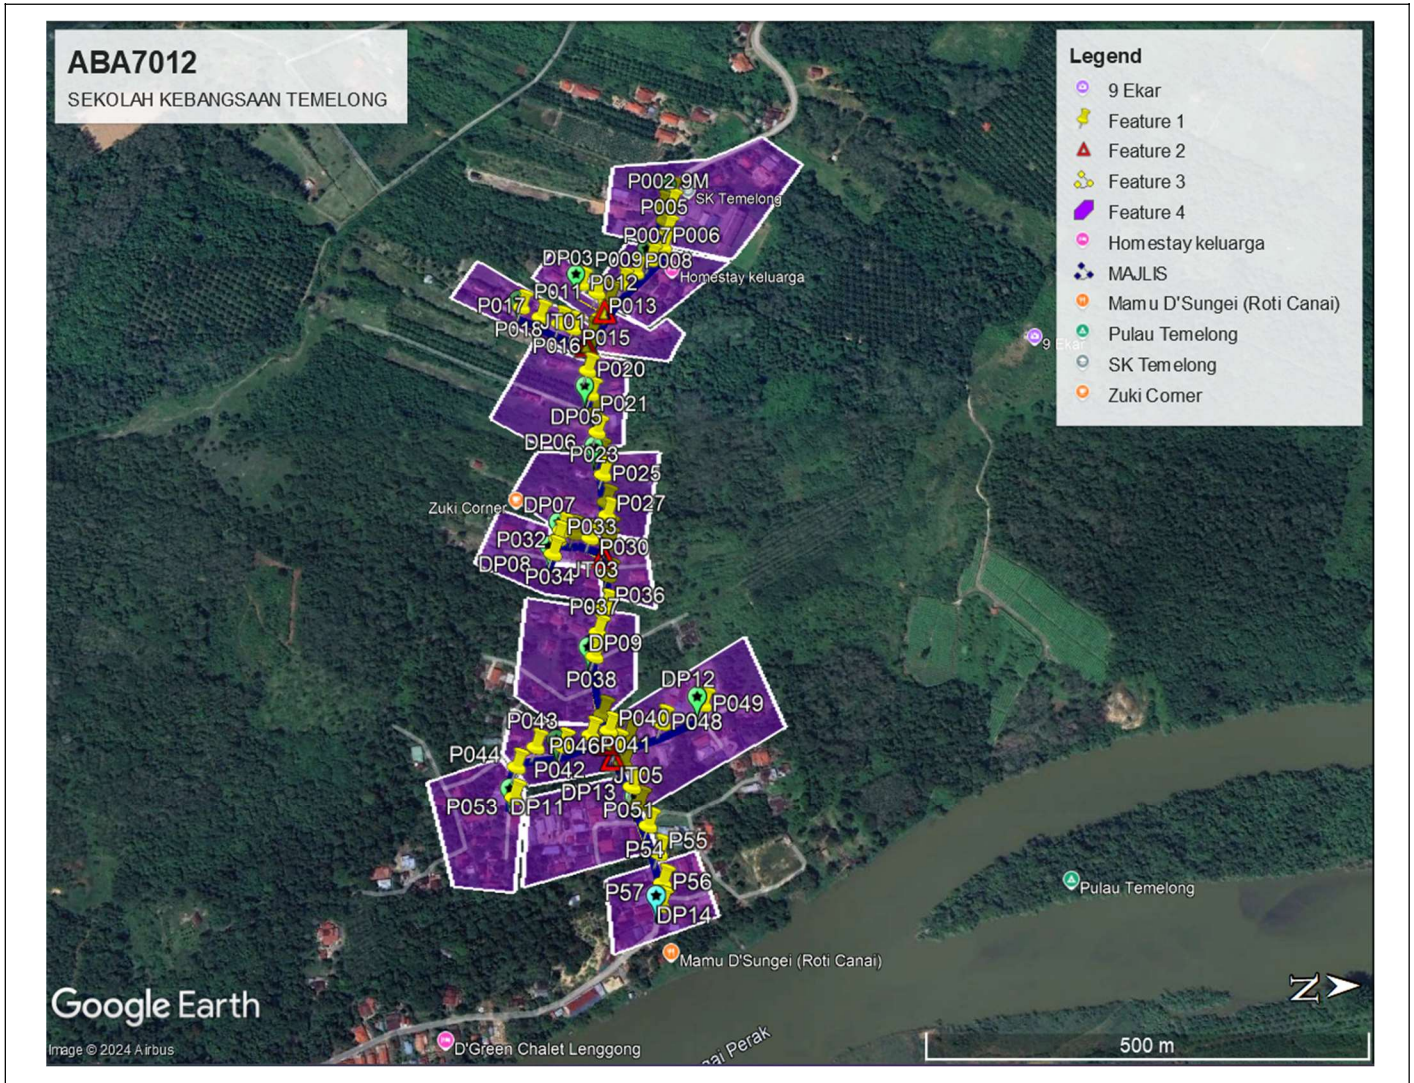 ABA7012
SEKOLAH KEBANGSAAN TEMELONG
Legend
9 Ekar
Feature 1
Feature 2
Feature 3
Feature 4
Homestay keluarga
MAJLIS
Mamu D'Sungei (Roti Canai)
Pulau Temelong
SK Temelong
Zuki Corner
P002 9M
SK Temelong
P005
P007
P006
DP03
P009
P008
Homestay keluarga
P012
P011
P013
P017
JT01
P018
P015
P016
9 Ekar
P020
P021
DP05
DP06
P023
P025
Zuki Corner
DP07
P027
P033
P032
P030
DP08
P034
JT03
P036
P037
DP09
P038
DP12
P049
P043
P040
P048
P044
P046
P041
P042
JT05
DP13
P053
DP11
P051
P54
P55
P56
P57
DP14
Pulau Temelong
Mamu D'Sungei (Roti Canai)
Google Earth
N
500 m
Image © 2024 Airbus
D'Green Chalet Lenggong
ai Perak